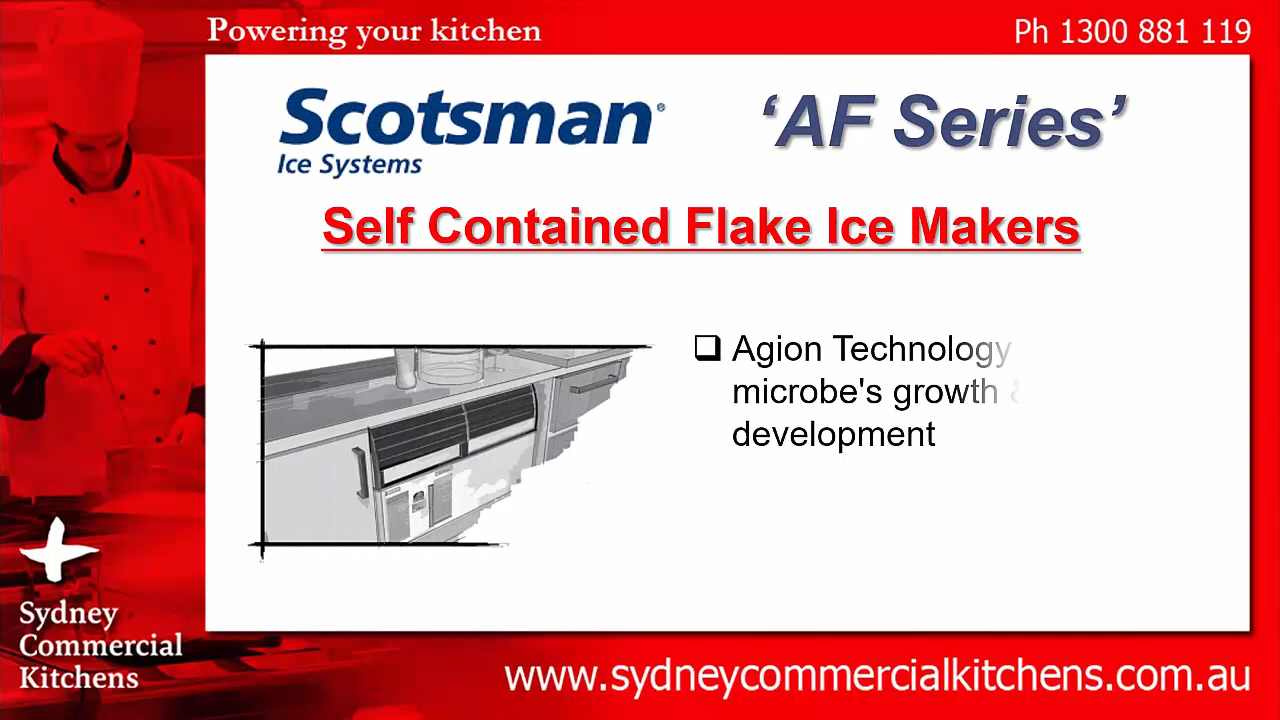 Powering your kitchen
Ph 1300 881 119
Scotsman®
Ice Systems
‘AF Series’
Self Contained Flake Ice Makers
❑ Agion Technology
microbe's growth &
development
Sydney
Commercial
Kitchens
www.sydneycommercialkitchens.com.au